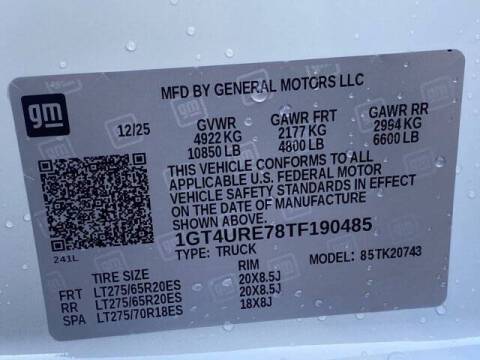 MFD BY GENERAL MOTORS LLC
gm
12/25
GVWR GAWR FRT GAWR RR
4922 KG 2177 KG 2994 KG
10850 LB 4800 LB 6600 LB
THIS VEHICLE CONFORMS TO ALL
APPLICABLE U.S. FEDERAL MOTOR
VEHICLE SAFETY STANDARDS IN EFFECT
ON THE DATE OF MANUFACTURE
SHOWN ABOVE.
1GT4URE78TF190485
241L
TYPE: TRUCK MODEL: 85TK20743
TIRE SIZE RIM
FRT LT275/65R20ES 20X8.5J
RR LT275/65R20ES 20X8.5J
SPA LT275/70R18ES 18X8J